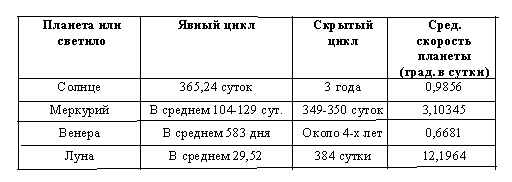 Планета или светило | Явный цикл | Скрытый цикл | Сред. скорость планеты (град. в сутки)
Солнце | 365,24 суток | 3 года | 0,9856
Меркурий | В среднем 104-129 сут. | 349-350 суток | 3,10345
Венера | В среднем 583 дня | Около 4-х лет | 0,6681
Луна | В среднем 29,52 | 384 сутки | 12,1964